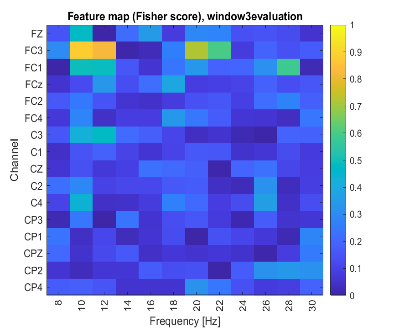 Feature map (Fisher score), window3evaluation
Channel
FZ
FC3
FC1
FCz
FC2
FC4
C3
C1
CZ
C2
C4
CP3
CP1
CPZ
CP2
CP4
8 10 12 14 16 18 20 22 24 26 28 30
Frequency [Hz]
1
0.9
0.8
0.7
0.6
0.5
0.4
0.3
0.2
0.1
0